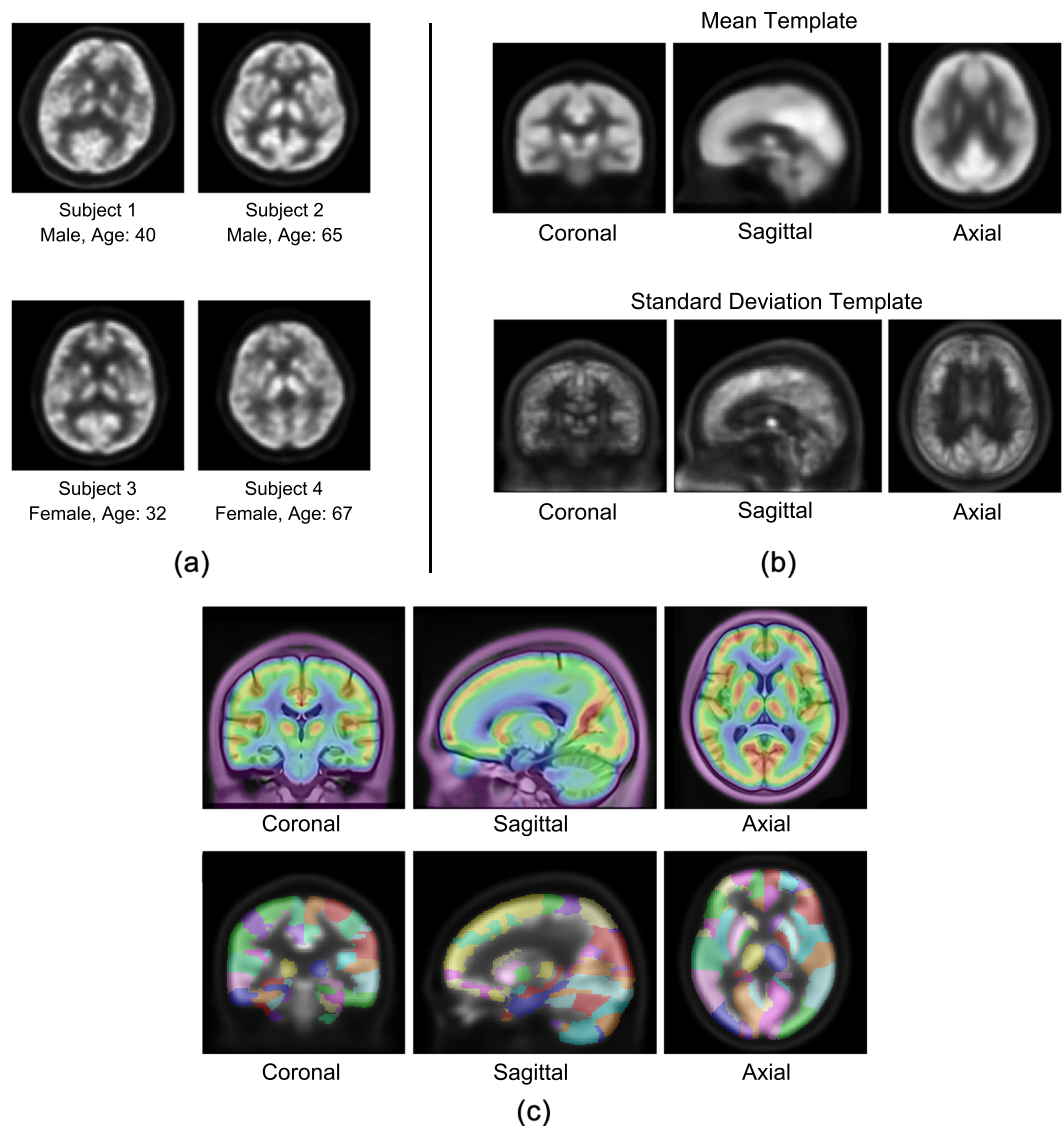 Subject 1
Male, Age: 40
Subject 2
Male, Age: 65
Subject 3
Female, Age: 32
Subject 4
Female, Age: 67
(a)
Mean Template
Coronal
Sagittal
Axial
Standard Deviation Template
Coronal
Sagittal
Axial
(b)
Coronal
Sagittal
Axial
Coronal
Sagittal
Axial
(c)